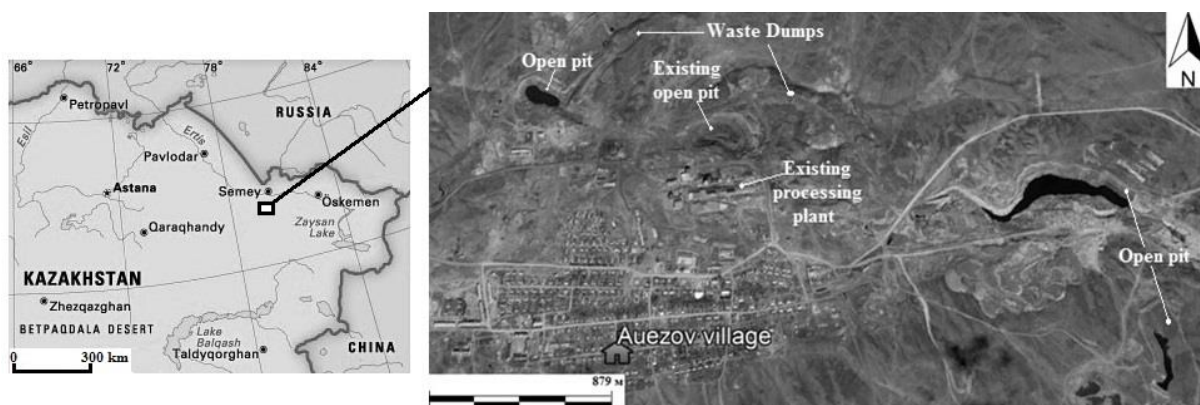 66°
72
78
84
Petropavl
Esil
Ertis
RUSSIA
Pavlodar
Astana
Semey
Öskemen
Zaysan
Lake
Qaraghandy
KAZAKHSTAN
Zhezqazghan
BETPAQDALA DESERT
Lake
Balqash
Taldyqorghan
CHINA
0 300 km
Waste Dumps
Open pit
Existing
open pit
N
Existing
processing
plant
Open pit
Auezov village
879 м